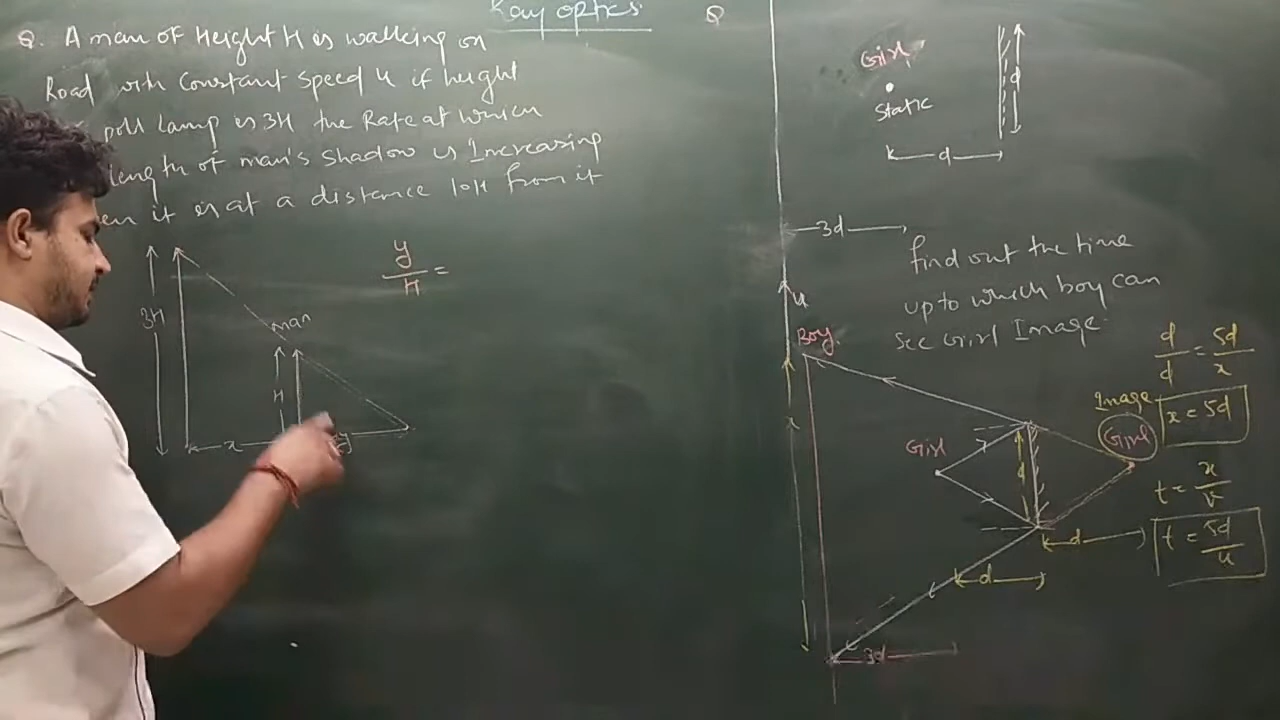 Ray optics.
Q. A man of Height H is walking on
Road with Constant Speed u if height
poll Lamp is 3H the Rate at which
length of man's Shadow is Increasing
en it is at a distance 10H from it
3H
man
H
x
y
y/H =
Q
Girl
Static
d
d
3d
find out the time
up to which boy can
see Girl Image.
u
Boy.
x
Girl
d
Image
Girl
d
d
3d
d/d = 5d/x
x = 5d
t = x/v
t = 5d/u